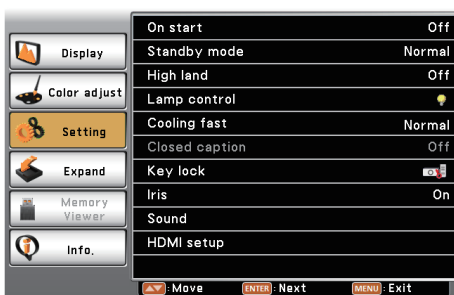 Display
Color adjust
Setting
Expand
Memory
Viewer
Info.
On start Off
Standby mode Normal
High land Off
Lamp control
Cooling fast Normal
Closed caption Off
Key lock
Iris On
Sound
HDMI setup
:Move ENTER :Next MENU :Exit